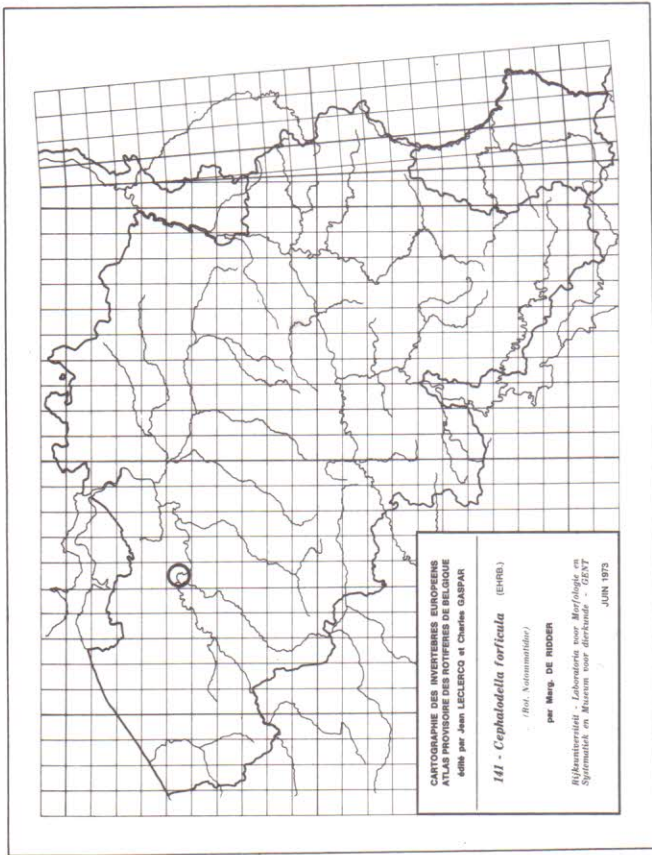 CARTOGRAPHIE DES INVERTEBRES EUROPEENS
ATLAS PROVISOIRE DES ROTIFERES DE BELGIQUE
édité par Jean LECLERCQ et Charles GASPAR
141 - Cephalodella forficula (EHRB.)
(Rot. Notommatidae)
par Marg. DE RIDDER
Rijksuniversiteit - Laboratoria voor Morfologie en
Systematiek en Museum voor dierkunde - GENT
JUIN 1973